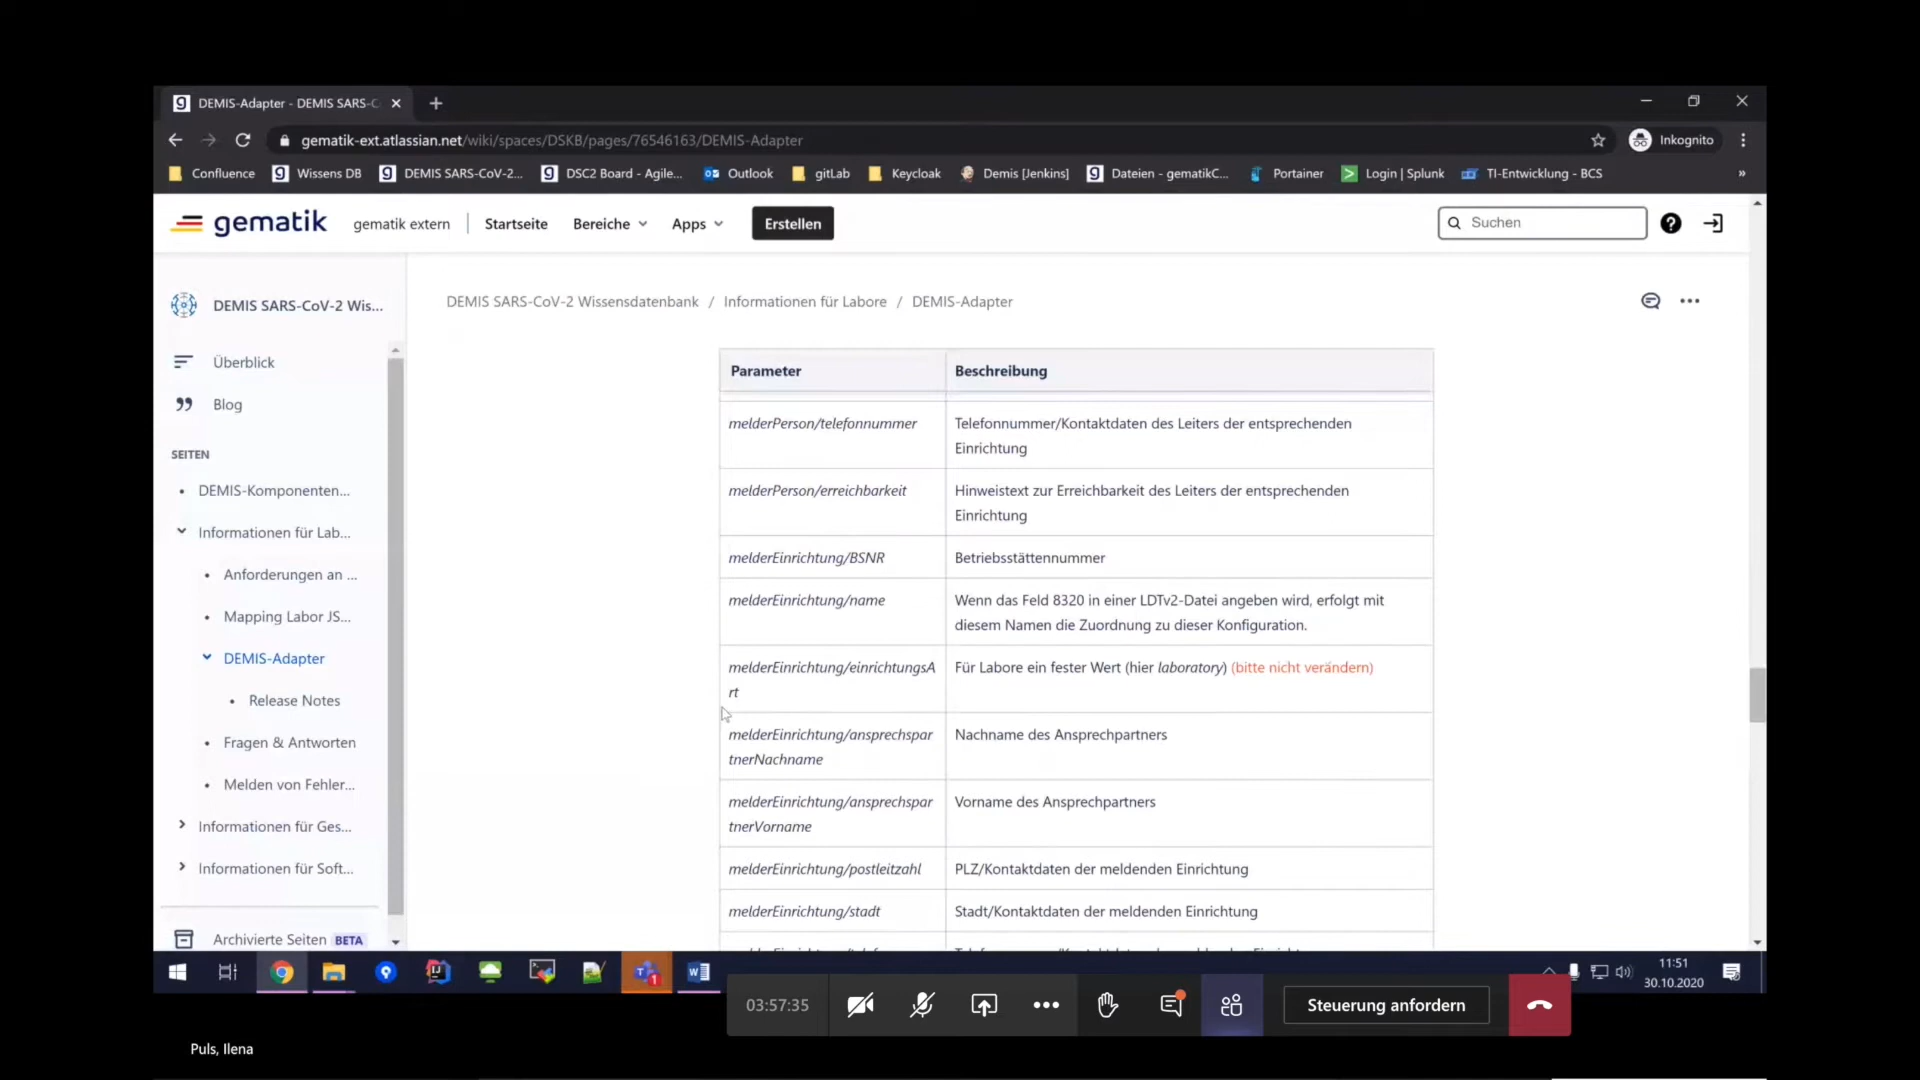 DEMIS-Adapter - DEMIS SARS-C
gematik-ext.atlassian.net/wiki/spaces/DSKB/pages/76546163/DEMIS-Adapter
Inkognito
Confluence
Wissens DB
DEMIS SARS-CoV-2...
DSC2 Board - Agile...
Outlook
gitLab
Keycloak
Demis [Jenkins]
Dateien - gematikC...
Portainer
Login | Splunk
TI-Entwicklung - BCS
»
gematik
gematik extern
Startseite
Bereiche
Apps
Erstellen
Suchen
DEMIS SARS-CoV-2 Wis...
Überblick
Blog
SEITEN
DEMIS-Komponenten...
Informationen für Lab...
Anforderungen an ...
Mapping Labor JS...
DEMIS-Adapter
Release Notes
Fragen & Antworten
Melden von Fehler...
Informationen für Ges...
Informationen für Soft...
Archivierte Seiten BETA
DEMIS SARS-CoV-2 Wissensdatenbank / Informationen für Labore / DEMIS-Adapter
Parameter
Beschreibung
melderPerson/telefonnummer
Telefonnummer/Kontaktdaten des Leiters der entsprechenden
Einrichtung
melderPerson/erreichbarkeit
Hinweistext zur Erreichbarkeit des Leiters der entsprechenden
Einrichtung
melderEinrichtung/BSNR
Betriebsstättennummer
melderEinrichtung/name
Wenn das Feld 8320 in einer LDTv2-Datei angeben wird, erfolgt mit
diesem Namen die Zuordnung zu dieser Konfiguration.
melderEinrichtung/einrichtungsA
rt
Für Labore ein fester Wert (hier laboratory) (bitte nicht verändern)
melderEinrichtung/ansprechspar
tnerNachname
Nachname des Ansprechpartners
melderEinrichtung/ansprechspar
tnerVorname
Vorname des Ansprechpartners
melderEinrichtung/postleitzahl
PLZ/Kontaktdaten der meldenden Einrichtung
melderEinrichtung/stadt
Stadt/Kontaktdaten der meldenden Einrichtung
11:51
30.10.2020
03:57:35
Steuerung anfordern
Puls, Ilena